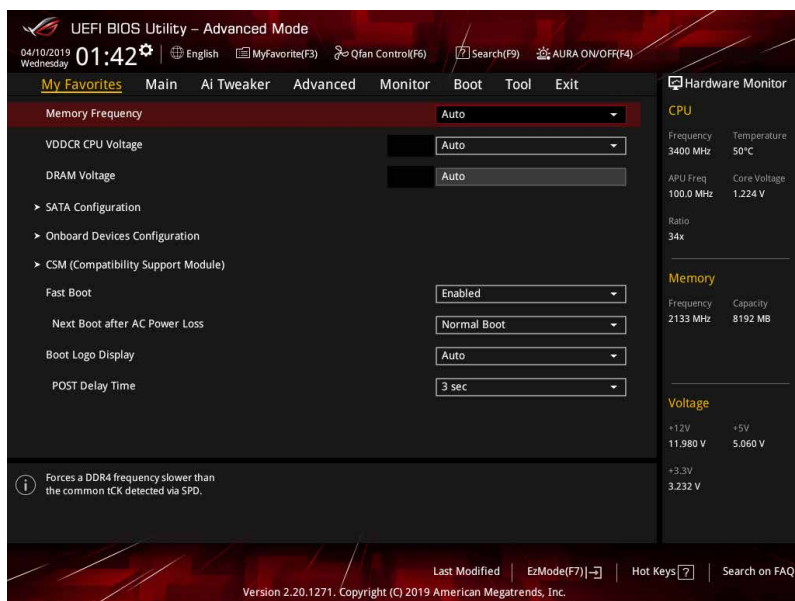 UEFI BIOS Utility – Advanced Mode
04/10/2019 Wednesday 01:42 English MyFavorite(F3) Qfan Control(F6) Search(F9) AURA ON/OFF(F4)
My Favorites Main Ai Tweaker Advanced Monitor Boot Tool Exit
Memory Frequency Auto
VDDCR CPU Voltage Auto
DRAM Voltage Auto
SATA Configuration
Onboard Devices Configuration
CSM (Compatibility Support Module)
Fast Boot Enabled
Next Boot after AC Power Loss Normal Boot
Boot Logo Display Auto
POST Delay Time 3 sec
Forces a DDR4 frequency slower than
the common tCK detected via SPD.
Hardware Monitor
CPU
Frequency Temperature
3400 MHz 50°C
APU Freq Core Voltage
100.0 MHz 1.224 V
Ratio
34x
Memory
Frequency Capacity
2133 MHz 8192 MB
Voltage
+12V +5V
11.980 V 5.060 V
+3.3V
3.232 V
Last Modified EzMode(F7) Hot Keys ? Search on FAQ
Version 2.20.1271. Copyright (C) 2019 American Megatrends, Inc.